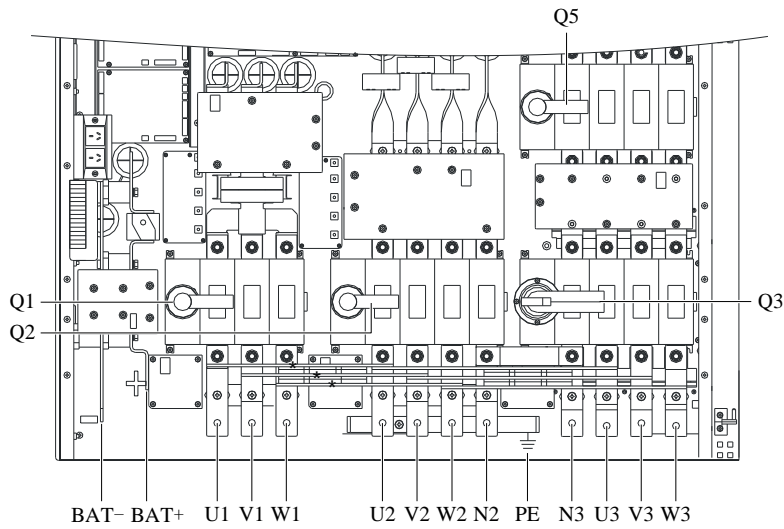 Q5
Q1
Q3
Q2
*
*
*
BAT− BAT+ U1 V1 W1 U2 V2 W2 N2 PE N3 U3 V3 W3